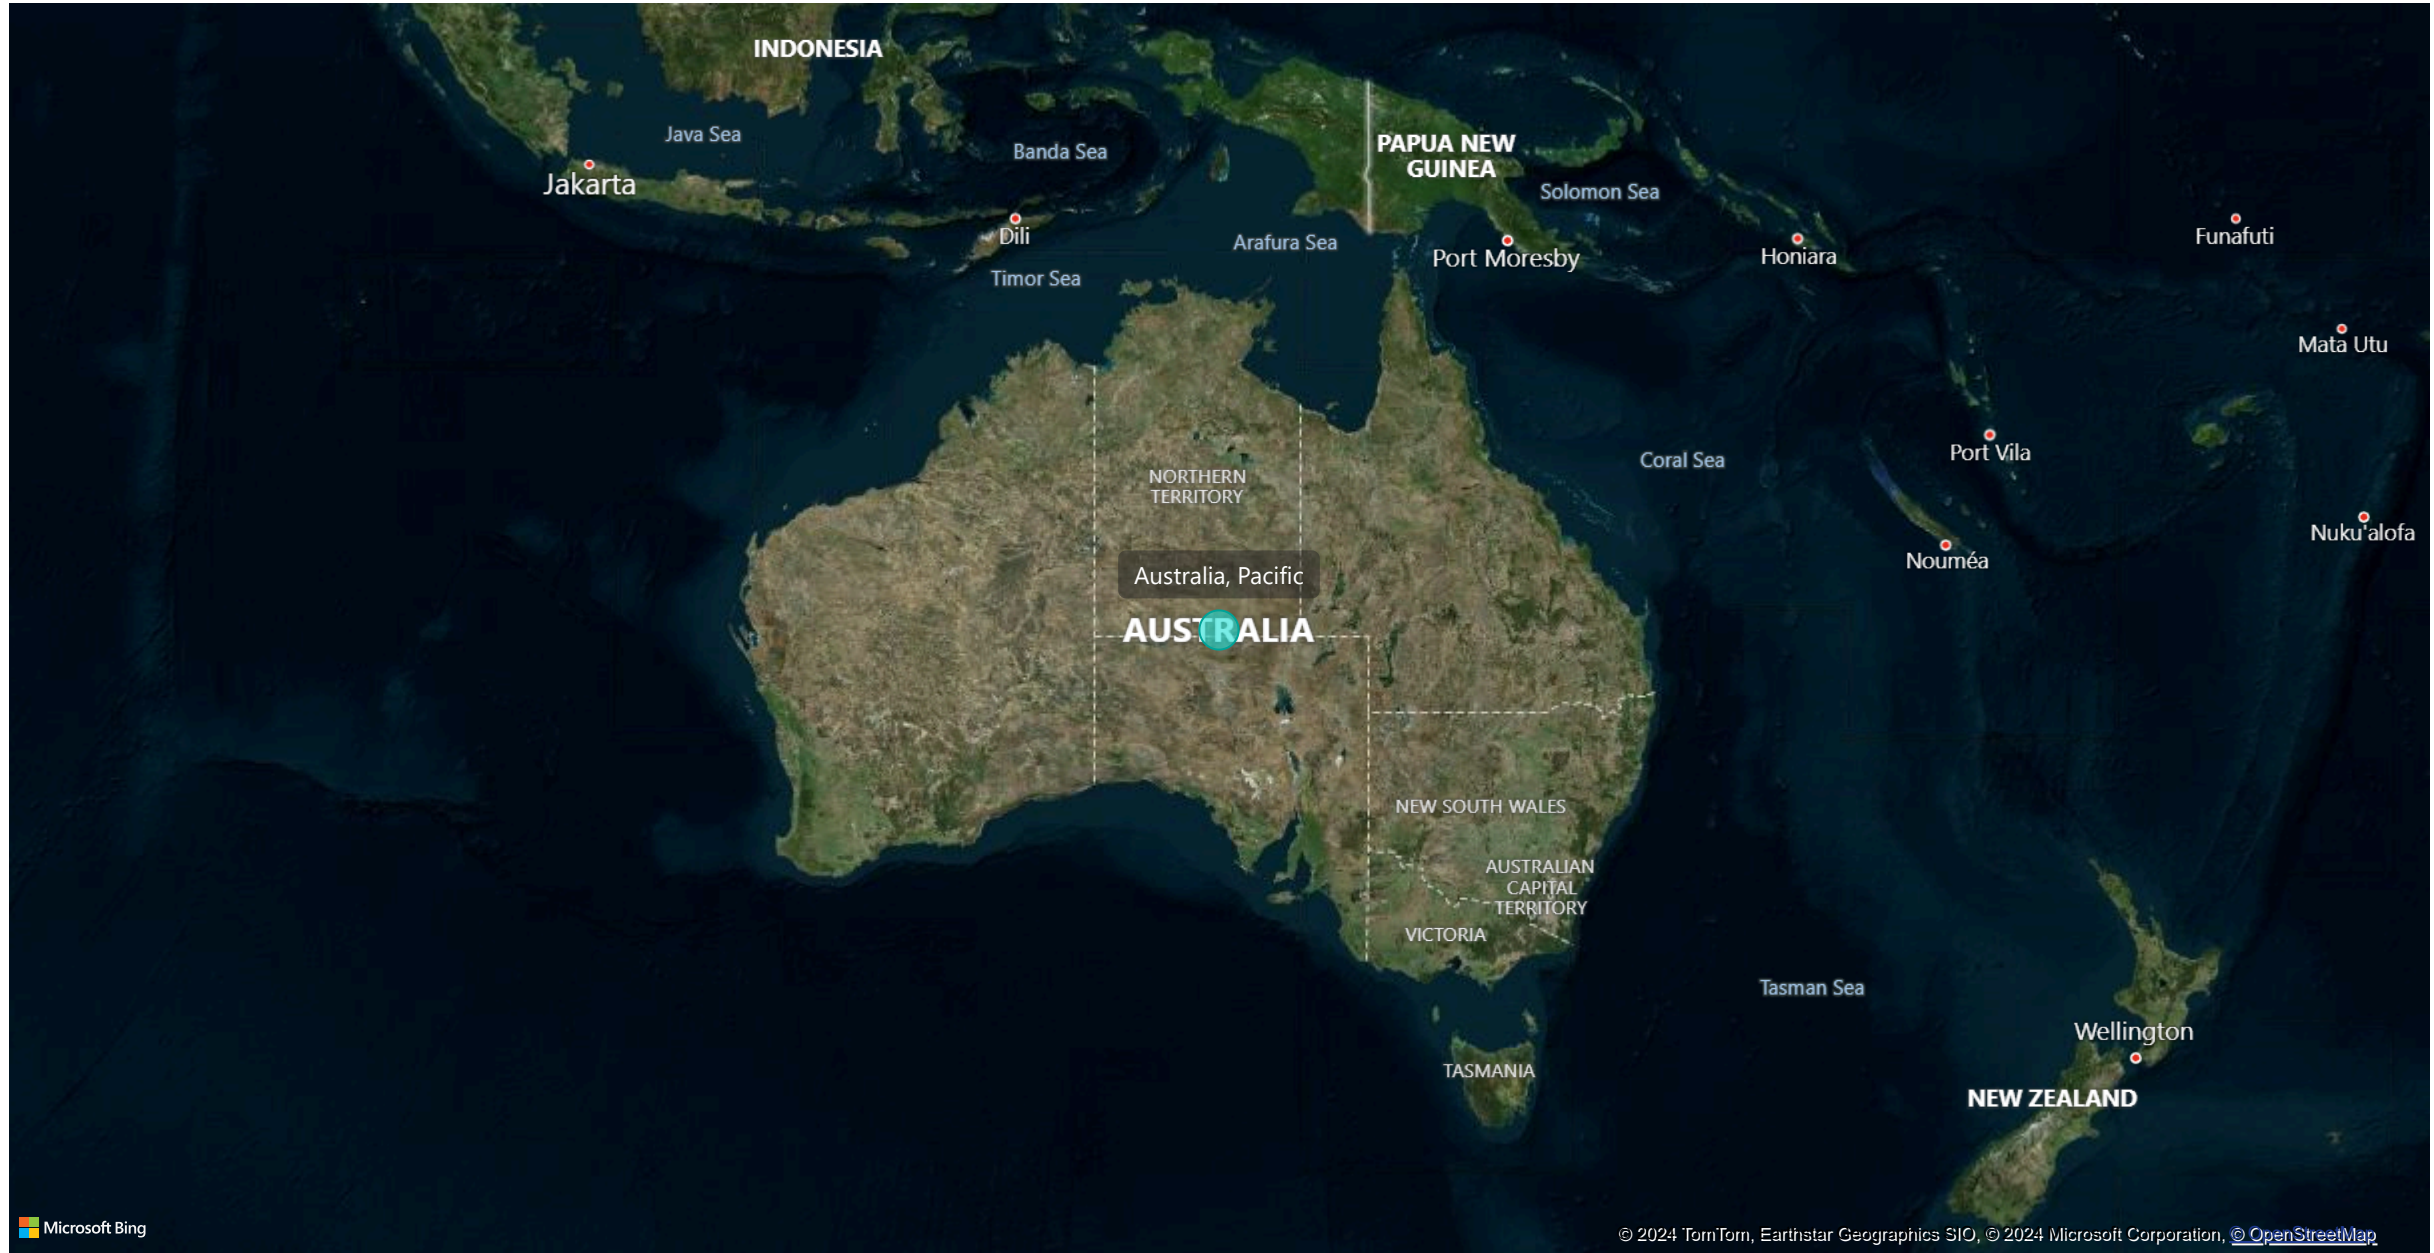 INDONESIA
Java Sea
Banda Sea
PAPUA NEW
GUINEA
Solomon Sea
Jakarta
Dili
Arafura Sea
Port Moresby
Honiara
Funafuti
Timor Sea
Mata Utu
Coral Sea
Port Vila
NORTHERN
TERRITORY
Nuku'alofa
Nouméa
Australia, Pacific
AUSTRALIA
NEW SOUTH WALES
AUSTRALIAN
CAPITAL
TERRITORY
VICTORIA
Tasman Sea
Wellington
TASMANIA
NEW ZEALAND
Microsoft Bing
© 2024 TomTom, Earthstar Geographics SIO, © 2024 Microsoft Corporation, © OpenStreetMap